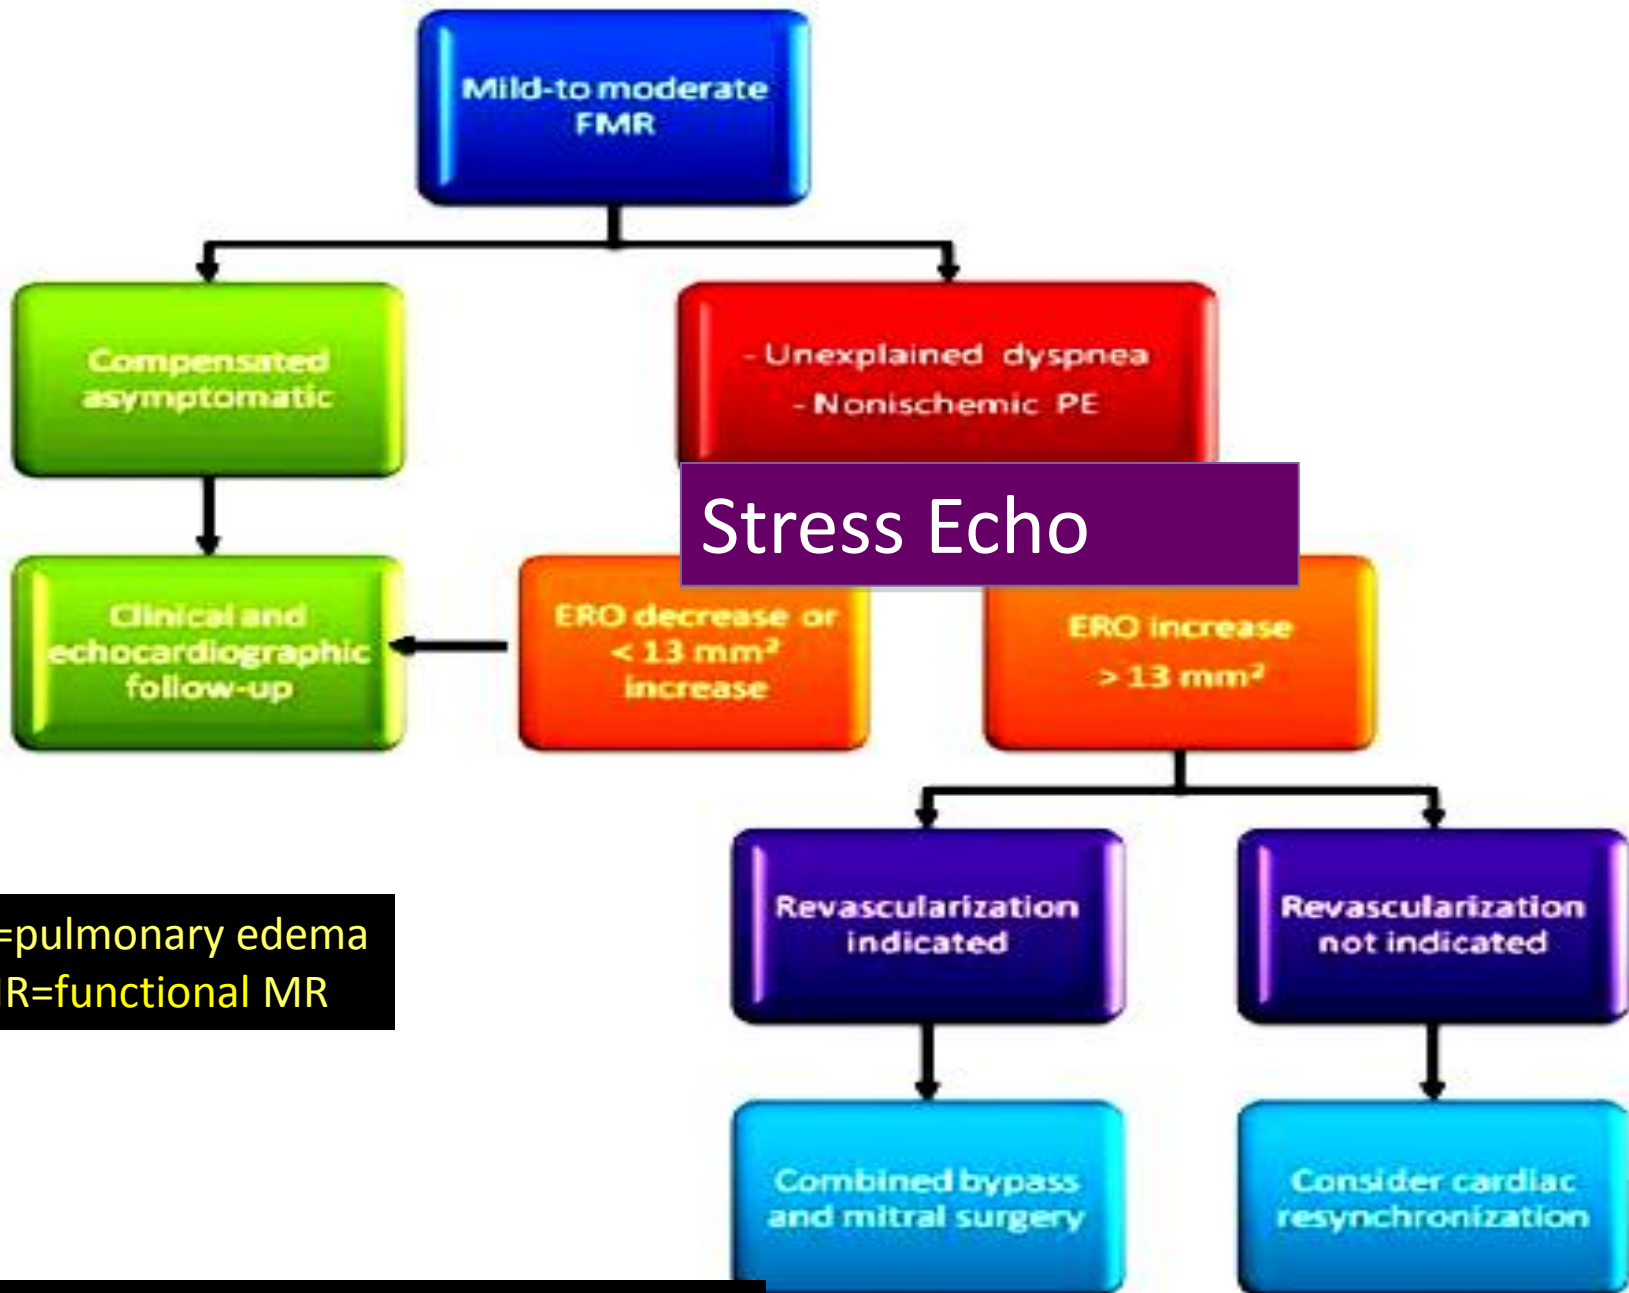 Mild-to moderate
FMR
Compensated
asymptomatic
- Unexplained dyspnea
- Nonischemic PE
Stress Echo
Clinical and
echocardiographic
follow-up
ERO decrease or
< 13 mm²
increase
ERO increase
> 13 mm²
Revascularization
indicated
Revascularization
not indicated
=pulmonary edema
R=functional MR
Combined bypass
and mitral surgery
Consider cardiac
resynchronization